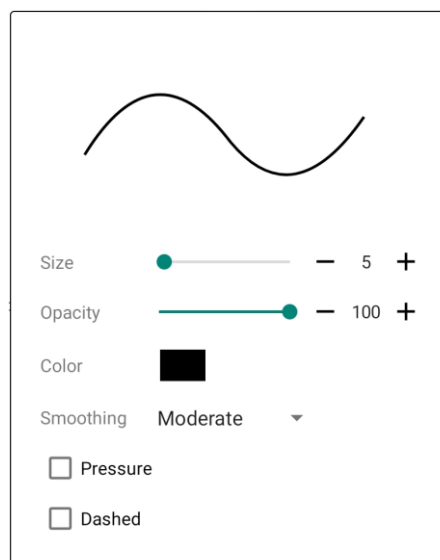 Size 5
Opacity 100
Color
Smoothing Moderate
Pressure
Dashed